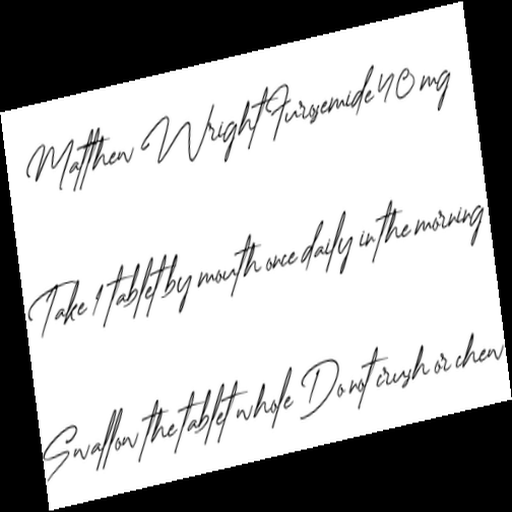 Matthew Wright Furosemide 40 mg
Take 1 tablet by mouth once daily in the morning
Swallow the tablet whole Do not crush or chew